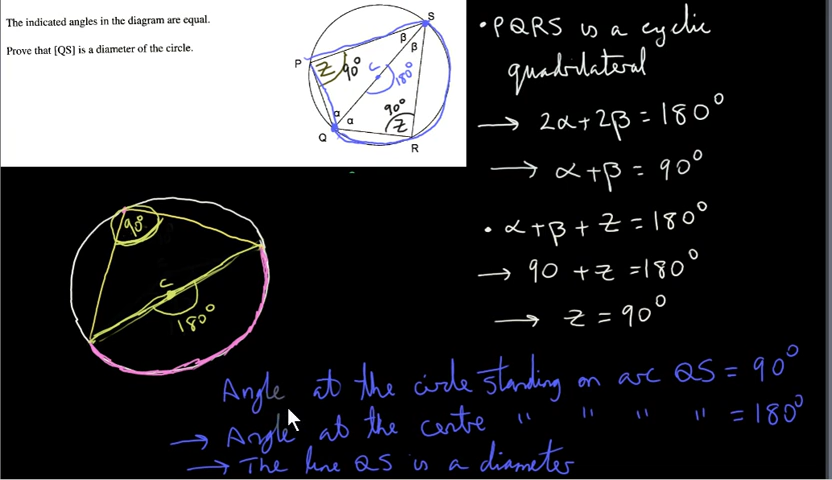 The indicated angles in the diagram are equal.
Prove that [QS] is a diameter of the circle.
S
β
β
P
Z 90°
C
180°
α
α
90°
Z
Q
R
• PQRS is a cyclic
quadrilateral
→ 2α+2β = 180°
→ α+β = 90°
• α+β + Z = 180°
→ 90 + Z = 180°
→ Z = 90°
90°
C
180°
Angle at the circle standing on arc QS = 90°
→ Angle at the centre " " " " = 180°
→ The line QS is a diameter